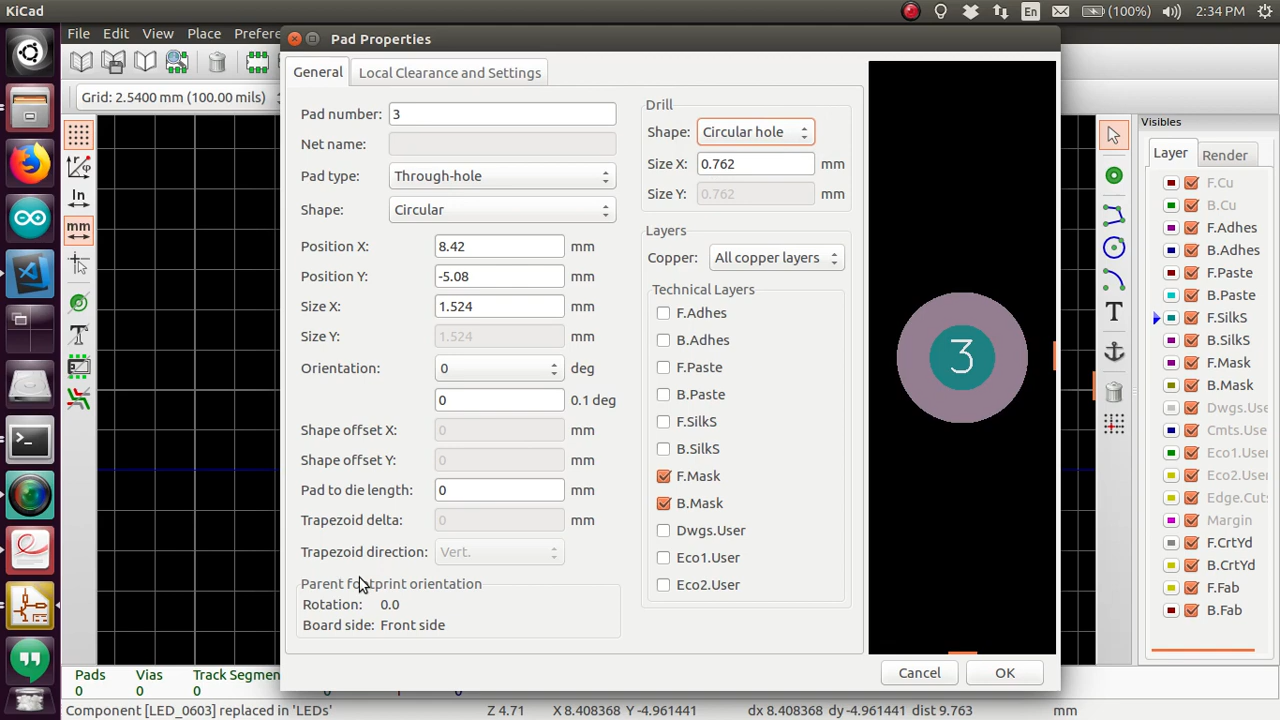 KiCad
En
(100%)
2:34 PM
File Edit View Place Prefere
Pad Properties
Grid: 2.5400 mm (100.00 mils)
General
Local Clearance and Settings
Pad number: 3
Net name:
Pad type: Through-hole
Shape: Circular
Position X: 8.42 mm
Position Y: -5.08 mm
Size X: 1.524 mm
Size Y: 1.524 mm
Orientation: 0 deg
0 0.1 deg
Shape offset X: 0 mm
Shape offset Y: 0 mm
Pad to die length: 0 mm
Trapezoid delta: 0 mm
Trapezoid direction: Vert.
Parent footprint orientation
Rotation: 0.0
Board side: Front side
Drill
Shape: Circular hole
Size X: 0.762 mm
Size Y: 0.762 mm
Layers
Copper: All copper layers
Technical Layers
F.Adhes
B.Adhes
F.Paste
B.Paste
F.SilkS
B.SilkS
F.Mask
B.Mask
Dwgs.User
Eco1.User
Eco2.User
3
Cancel
OK
In
mm
T
Visibles
Layer Render
F.Cu
B.Cu
F.Adhes
B.Adhes
F.Paste
B.Paste
F.SilkS
B.SilkS
F.Mask
B.Mask
Dwgs.User
Cmts.User
Eco1.User
Eco2.User
Edge.Cuts
Margin
F.CrtYd
B.CrtYd
F.Fab
B.Fab
Pads Vias Track Segmen
0 0 0
Component [LED_0603] replaced in 'LEDs' Z 4.71 X 8.408368 Y -4.961441 dx 8.408368 dy -4.961441 dist 9.763 mm